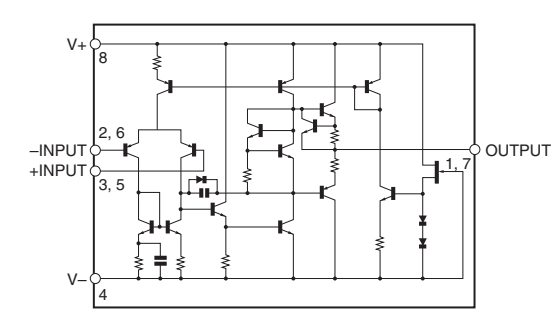 V+
8
2, 6
–INPUT
+INPUT
3, 5
OUTPUT
1, 7
V–
4